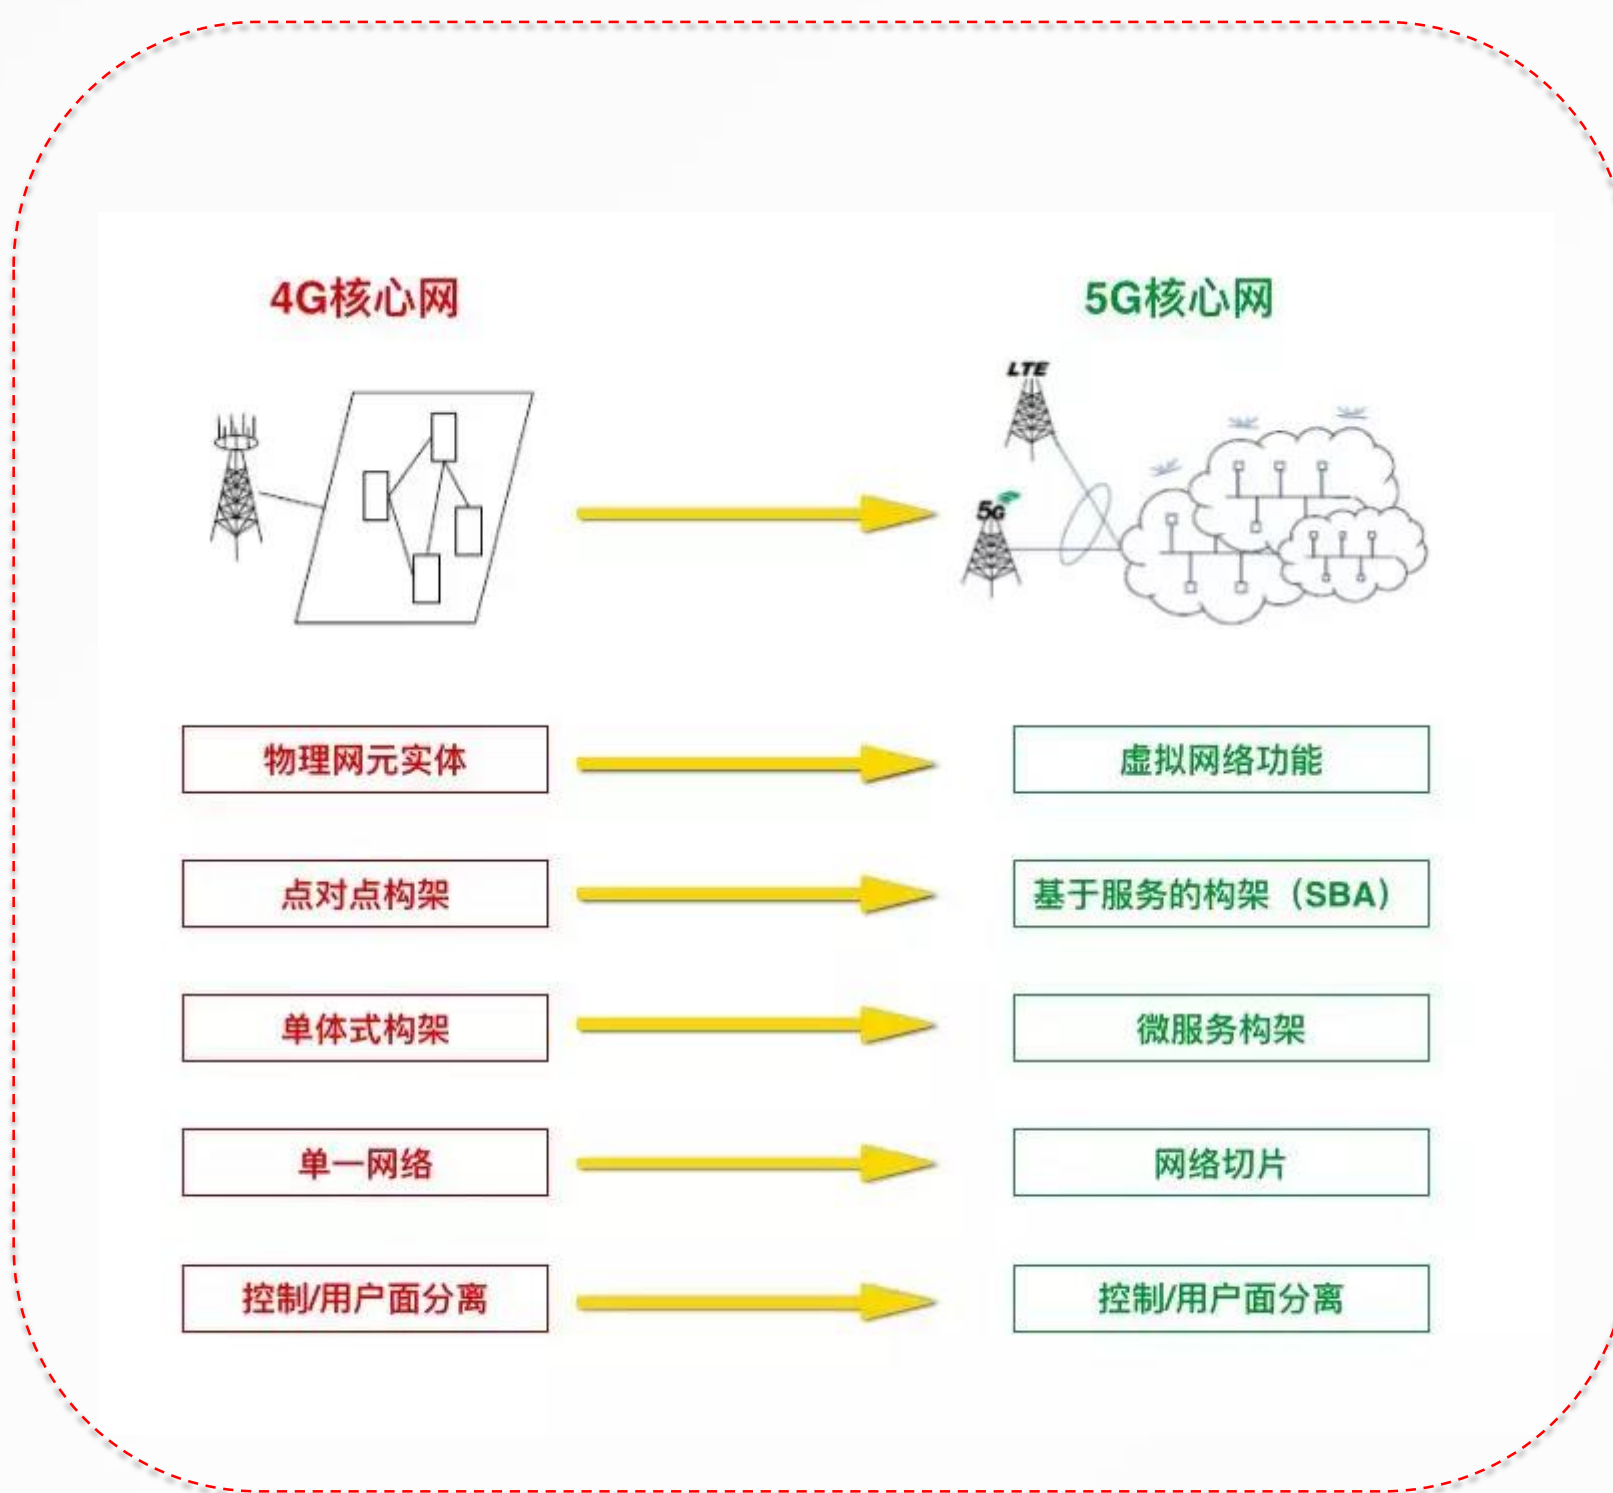 4G核心网
5G核心网
LTE
5G
物理网元实体
虚拟网络功能
点对点构架
基于服务的构架（SBA）
单体式构架
微服务构架
单一网络
网络切片
控制/用户面分离
控制/用户面分离